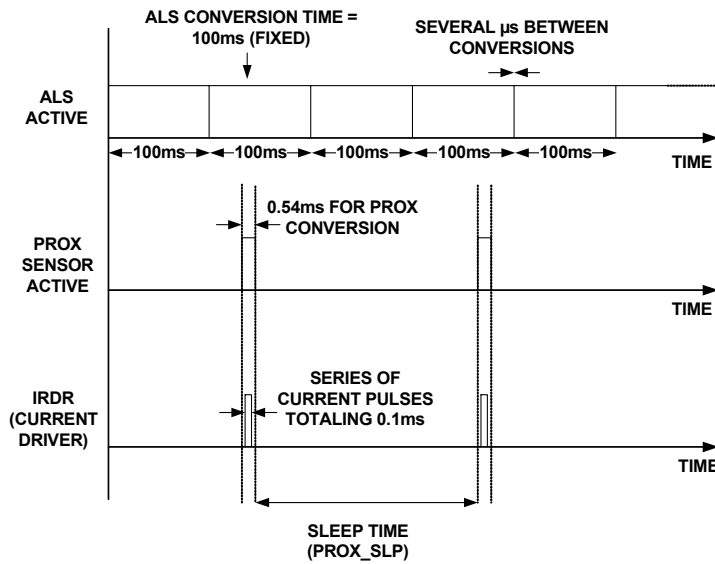 ALS CONVERSION TIME =
100ms (FIXED)
SEVERAL µs BETWEEN
CONVERSIONS
ALS
ACTIVE
100ms
100ms
100ms
100ms
100ms
TIME
0.54ms FOR PROX
CONVERSION
PROX
SENSOR
ACTIVE
TIME
SERIES OF
CURRENT PULSES
TOTALING 0.1ms
IRDR
(CURRENT
DRIVER)
TIME
SLEEP TIME
(PROX_SLP)